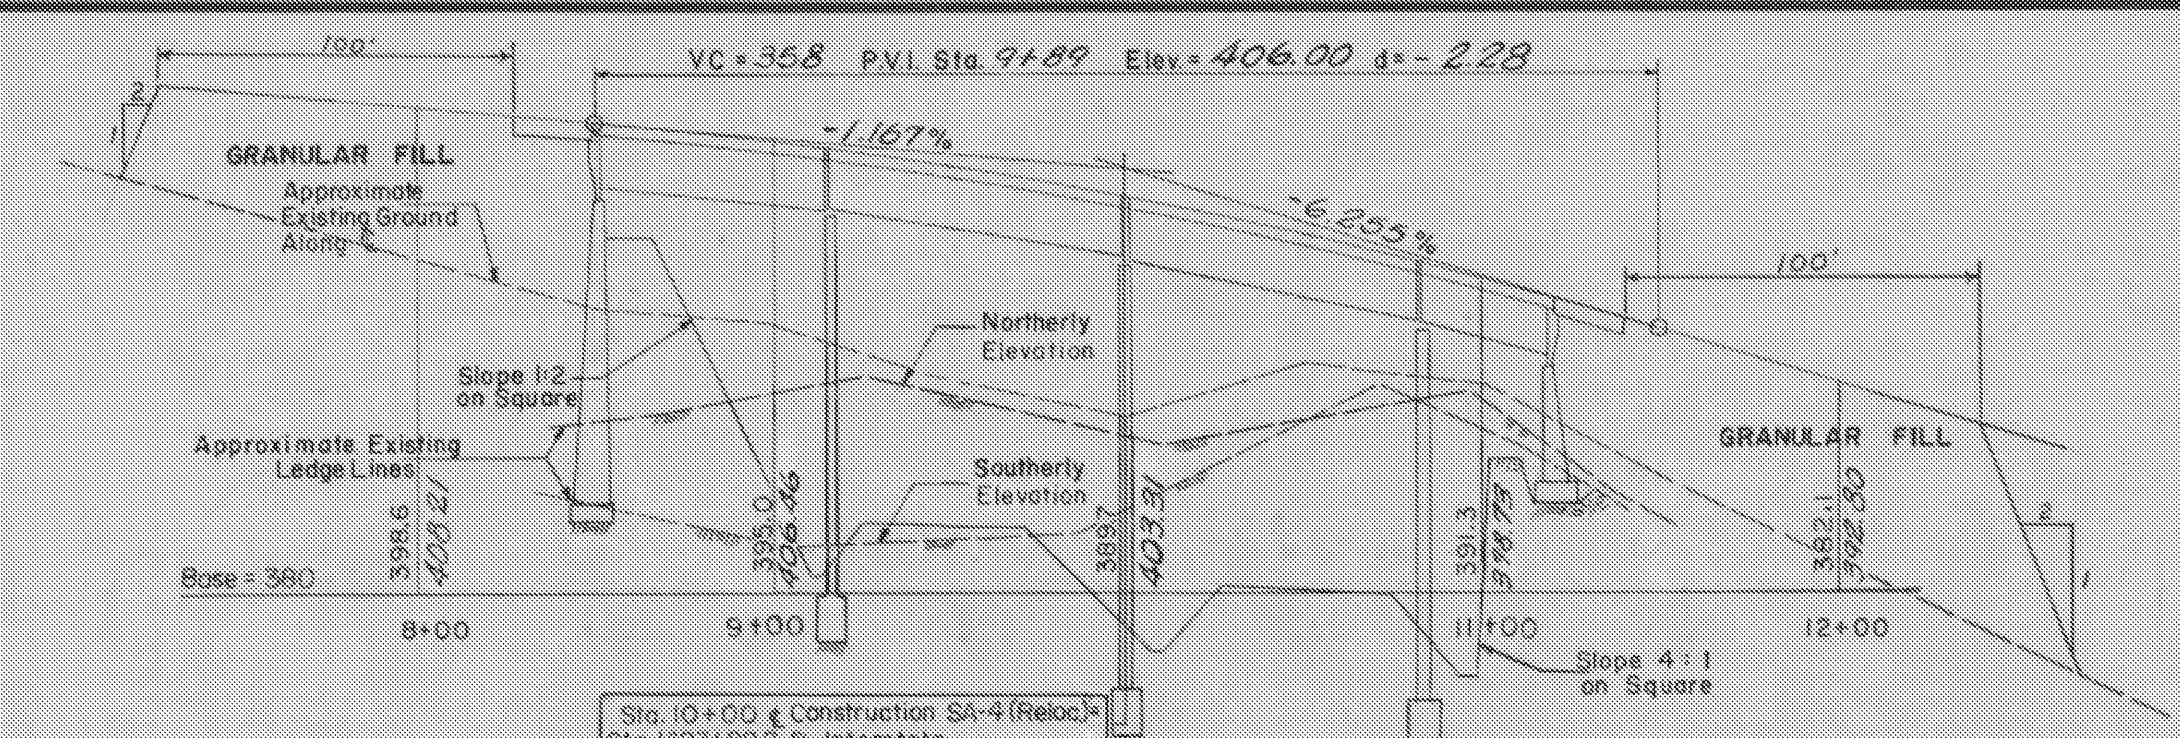 100'
VC = 358 P.V.I. Sta. 9+89 Elev.= 406.00 d= - 2.28
2
1
-1.167%
GRANULAR FILL
Approximate
Existing Ground
Along ℄
-6.255%
100'
Northerly
Elevation
Slope 1:2
on Square
Approximate Existing
Ledge Lines
GRANULAR FILL
Southerly
Elevation
398.6
408.21
395.0
406.46
389.7
403.31
391.3
398.73
382.1
392.80
2
1
Base = 380
8+00
9+00
11+00
12+00
Slope 4:1
on Square
Sta. 10+00 ℄ Construction SA-4 (Reloc)=